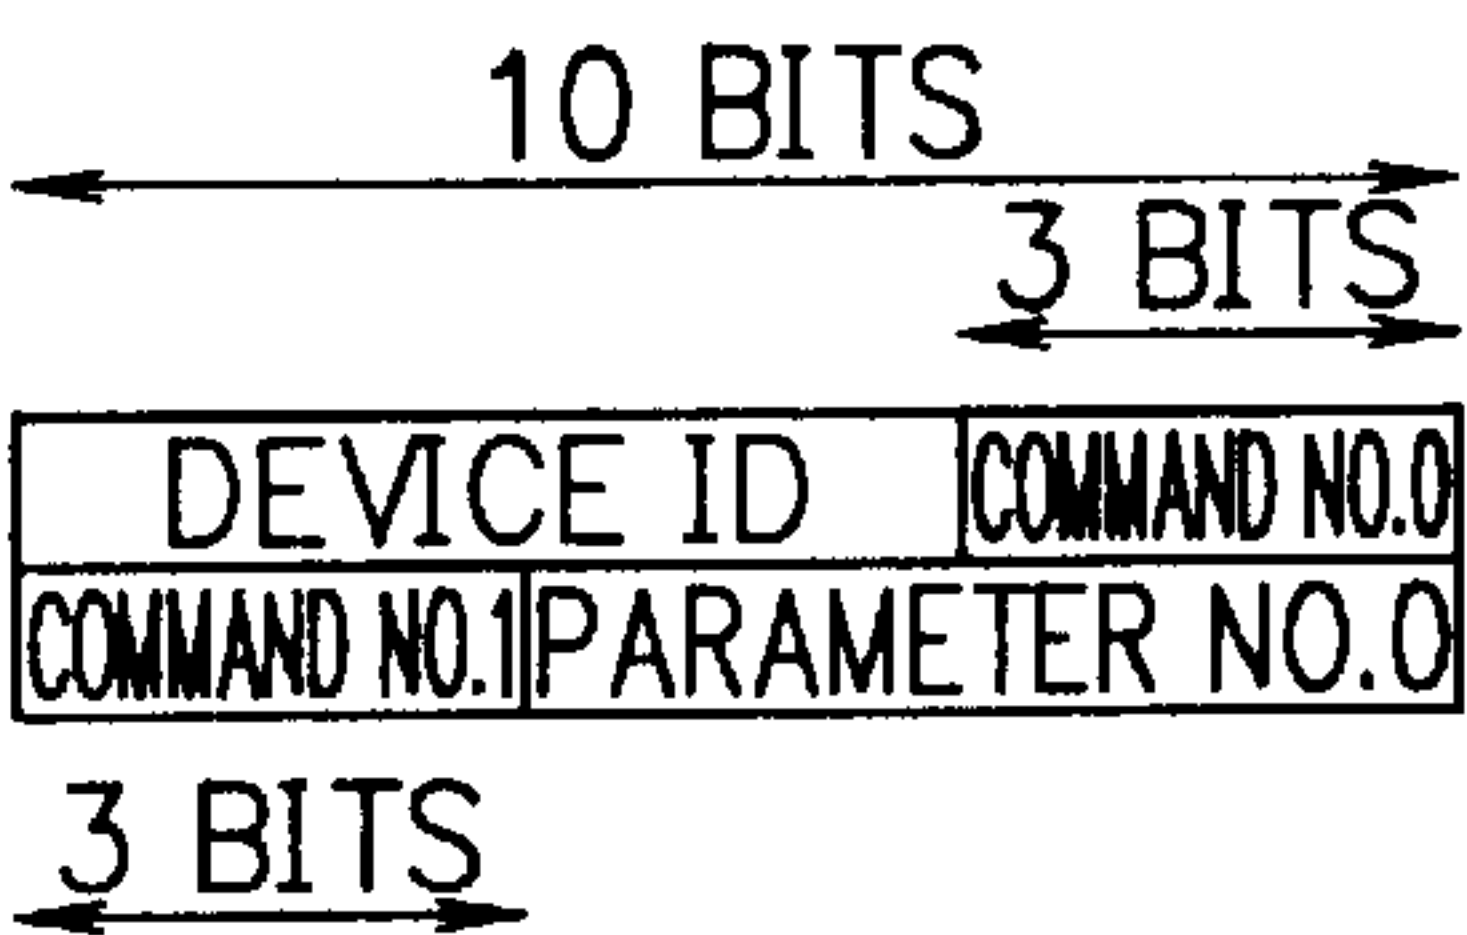 10 BITS
3 BITS
DEVICE ID COMMAND NO.0
COMMAND NO.1 PARAMETER NO.0
3 BITS